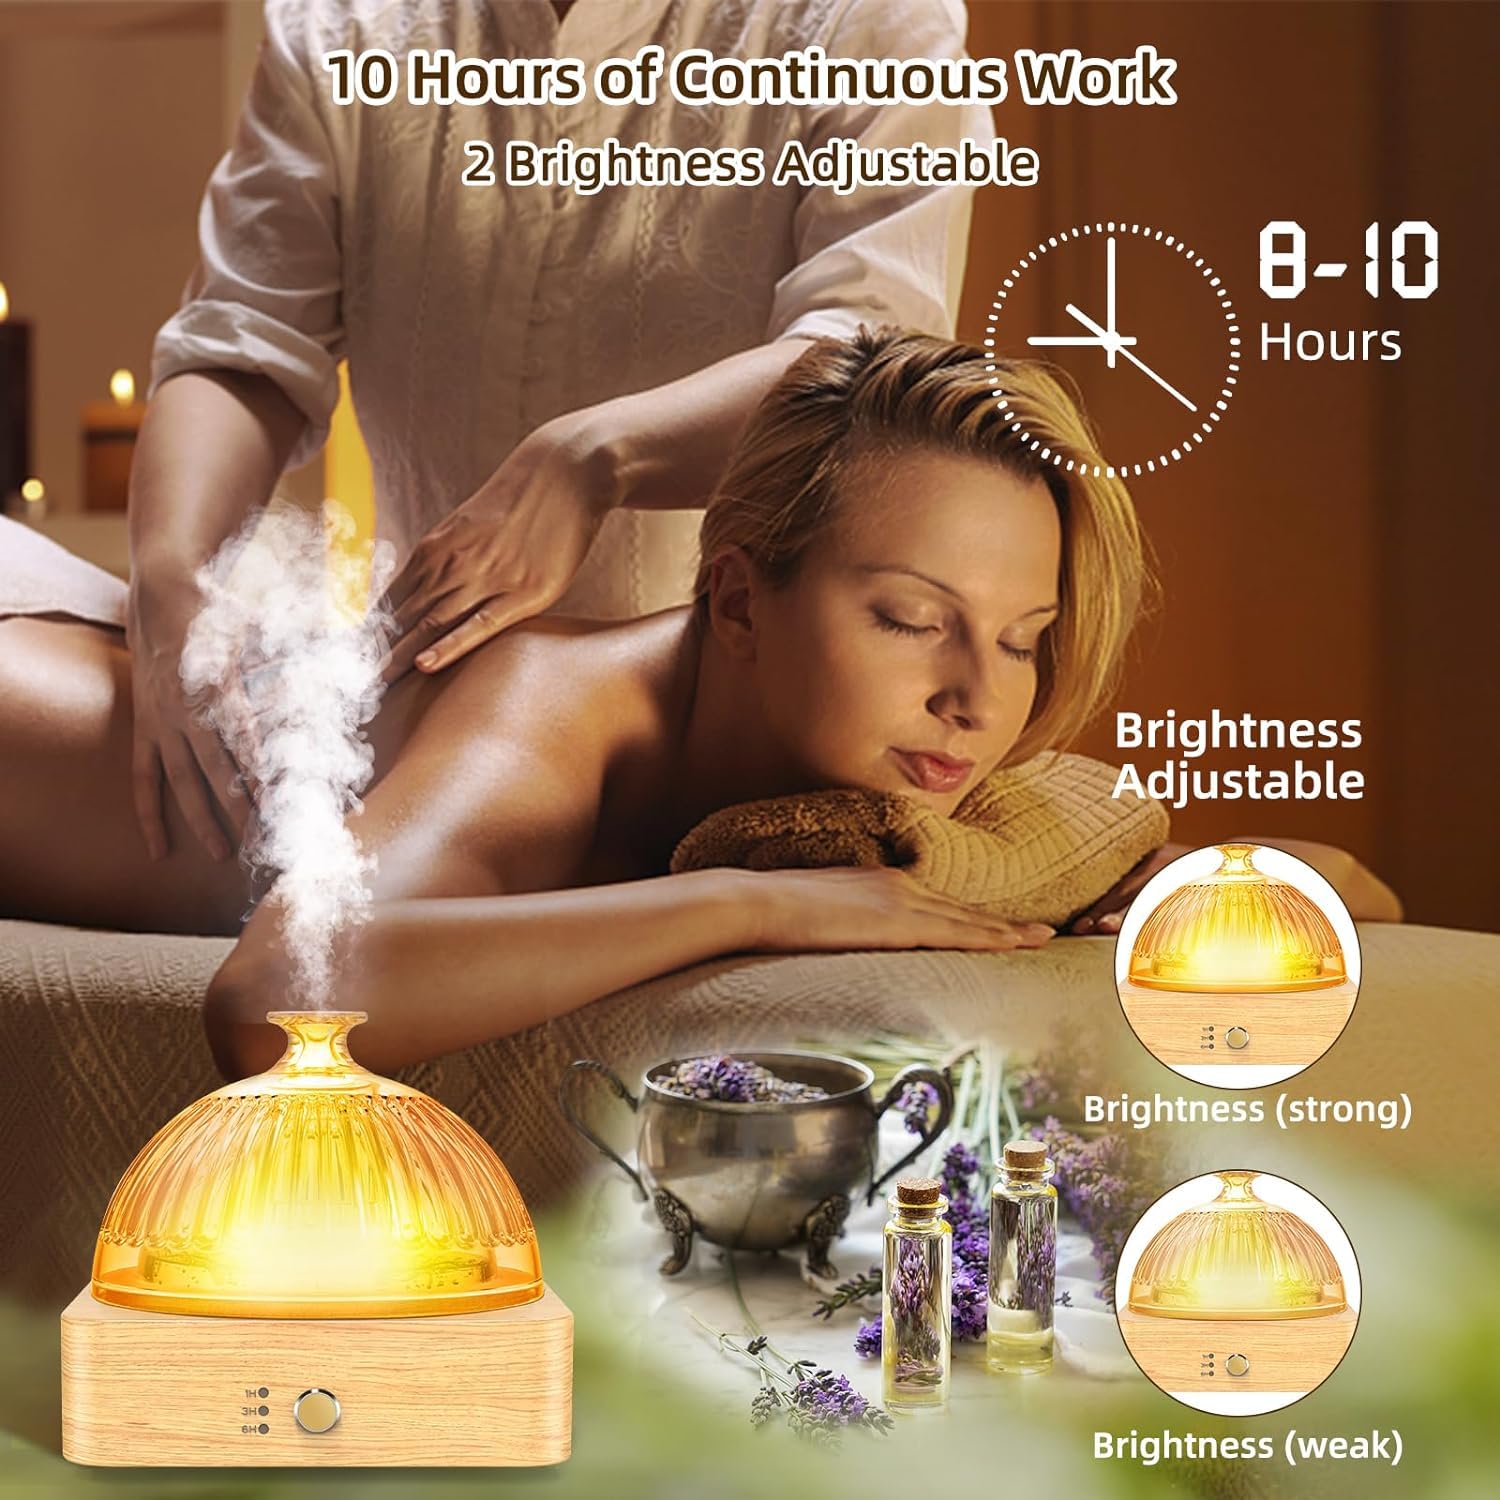 10 Hours of Continuous Work
2 Brightness Adjustable
8-10
Hours
Brightness
Adjustable
Brightness (strong)
Brightness (weak)
1H
3H
6H